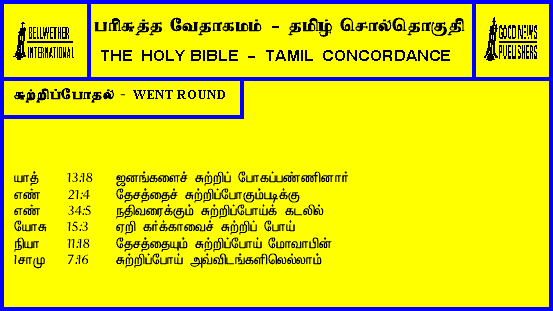 BELLWETHER
INTERNATIONAL
பரிசுத்த வேதாகமம் - தமிழ் சொல்தொகுதி
THE HOLY BIBLE - TAMIL CONCORDANCE
GOOD NEWS
PUBLISHERS
சுற்றிப்போதல் - WENT ROUND
யாத் 13:18 ஜனங்களைச் சுற்றிப் போகப்பண்ணினார்
எண் 21:4 தேசத்தைச் சுற்றிப்போகும்படிக்கு
எண் 34:5 நதிவரைக்கும் சுற்றிப்போய்க் கடலில்
யோசு 15:3 ஏறி கர்க்காவைச் சுற்றிப் போய்
நியா 11:18 தேசத்தையும் சுற்றிப்போய் மோவாபின்
1சாமு 7:16 சுற்றிப்போய் அவ்விடங்களிலெல்லாம்